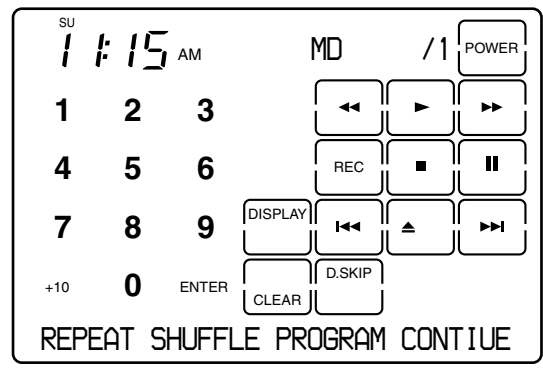 SU
11:15 AM MD /1 POWER
1 2 3
4 5 6 REC
7 8 9 DISPLAY
+10 0 ENTER CLEAR D.SKIP
REPEAT SHUFFLE PROGRAM CONTIUE